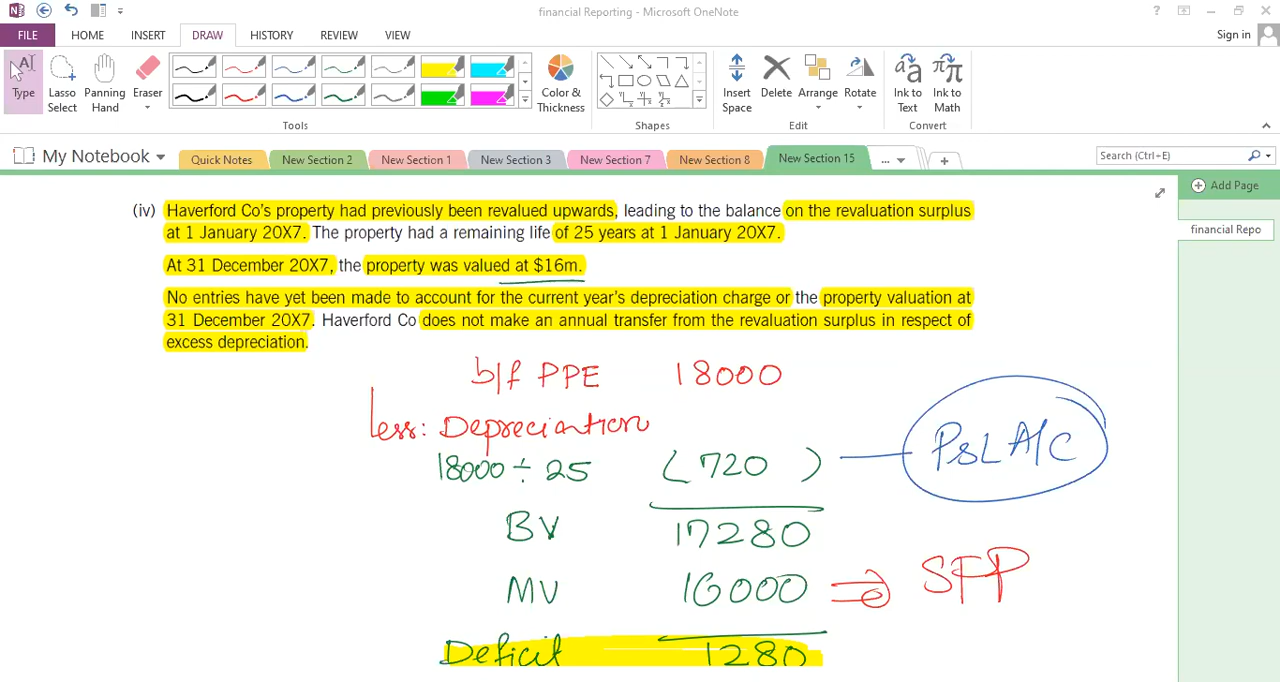 financial Reporting - Microsoft OneNote
?
Sign in
FILE HOME INSERT DRAW HISTORY REVIEW VIEW
Type
Lasso Select
Panning Hand
Eraser
Color & Thickness
Insert Space
Delete
Arrange
Rotate
Ink to Text
Ink to Math
Tools
Shapes
Edit
Convert
My Notebook
Quick Notes
New Section 2
New Section 1
New Section 3
New Section 7
New Section 8
New Section 15
...
Search (Ctrl+E)
Add Page
financial Repo
(iv) Haverford Co's property had previously been revalued upwards, leading to the balance on the revaluation surplus
at 1 January 20X7. The property had a remaining life of 25 years at 1 January 20X7.
At 31 December 20X7, the property was valued at $16m.
No entries have yet been made to account for the current year's depreciation charge or the property valuation at
31 December 20X7. Haverford Co does not make an annual transfer from the revaluation surplus in respect of
excess depreciation.
b/f PPE 18000
less: Depreciantion
18000 ÷ 25 (720) P&L A/C
BV 17280
MV 16000 ⇒ SFP
Deficit 1280